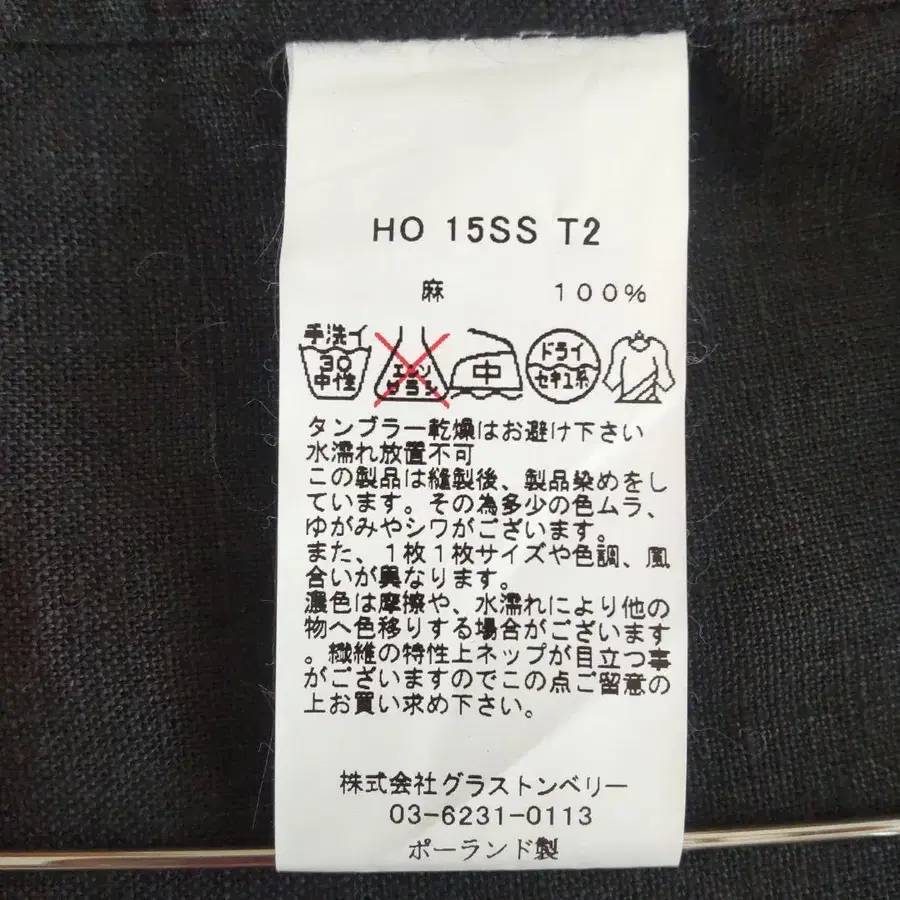 HO 15SS T2
麻 100%
手洗イ
30
中性
エンソ
サラシ
中
ドライ
セキユ系
タンブラー乾燥はお避け下さい
水濡れ放置不可
この製品は縫製後、製品染めをし
ています。その為多少の色ムラ、
ゆがみやシワがございます。
また、1枚1枚サイズや色調、風
合いが異なります。
濃色は摩擦や、水濡れにより他の
物へ色移りする場合がございます
。繊維の特性上ネップが目立つ事
がございますのでこの点ご留意の
上お買い求め下さい。
株式会社グラストンベリー
03-6231-0113
ポーランド製